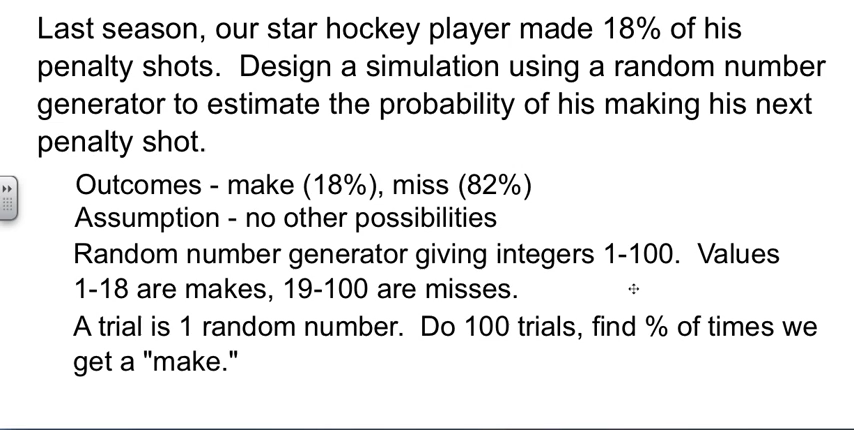 Last season, our star hockey player made 18% of his
penalty shots.  Design a simulation using a random number
generator to estimate the probability of his making his next
penalty shot.
Outcomes - make (18%), miss (82%)
Assumption - no other possibilities
Random number generator giving integers 1-100.  Values
1-18 are makes, 19-100 are misses.
A trial is 1 random number.  Do 100 trials, find % of times we
get a "make."